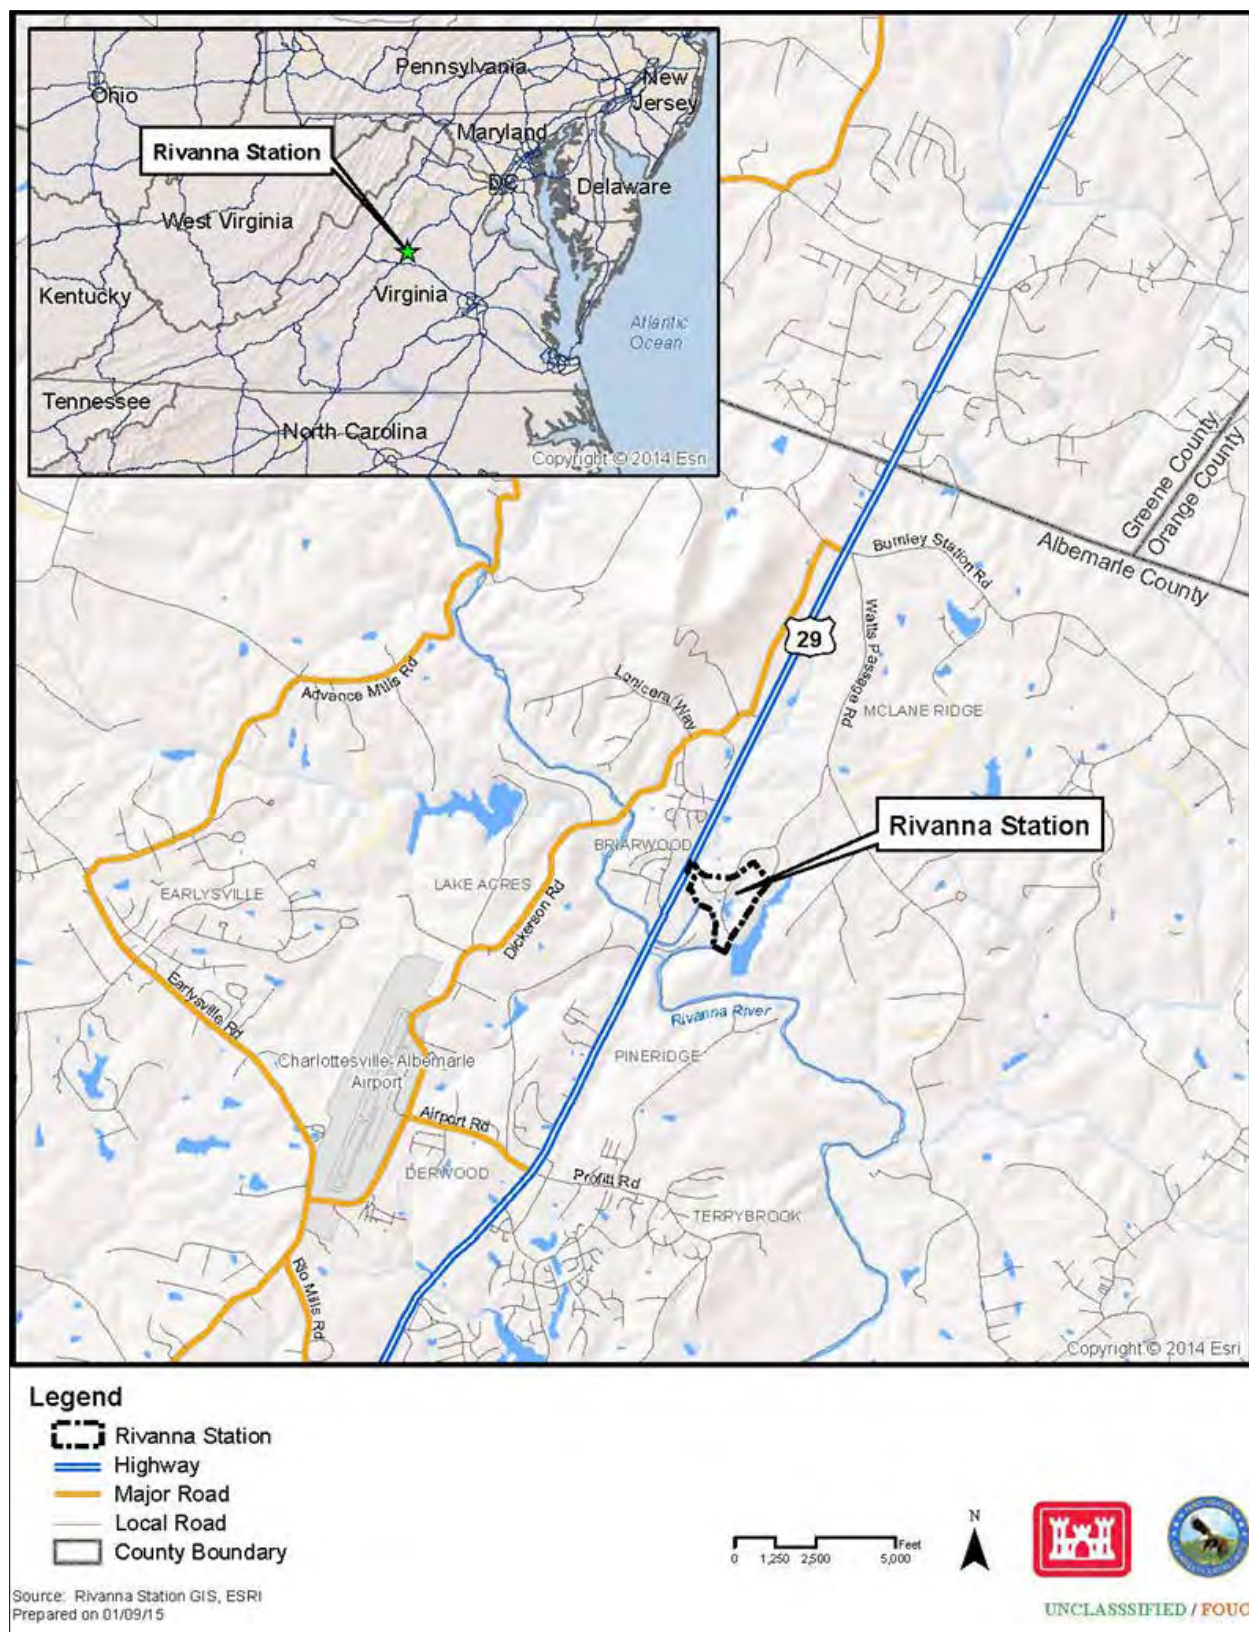 Pennsylvania
New
Jersey
Ohio
Maryland
Rivanna Station
DC
Delaware
West Virginia
Kentucky
Virginia
Atlantic
Ocean
Tennessee
North Carolina
Copyright © 2014 Esri
Greene County
Orange County
Albemarle County
Burnley Station Rd
Watts Passage Rd
29
Advance Mills Rd
Lonicera Way
MCLANE RIDGE
Rivanna Station
BRIARWOOD
LAKE ACRES
EARLYSVILLE
Dickerson Rd
Earlysville Rd
Rivanna River
PINERIDGE
Charlottesville-Albemarle
Airport
Airport Rd
DERWOOD
Profitt Rd
TERRYBROOK
Rio Mills Rd
Copyright © 2014 Esri
Legend
Rivanna Station
Highway
Major Road
Local Road
County Boundary
N
Feet
0 1,250 2,500 5,000
Source: Rivanna Station GIS, ESRI
Prepared on 01/09/15
UNCLASSSIFIED / FOUO